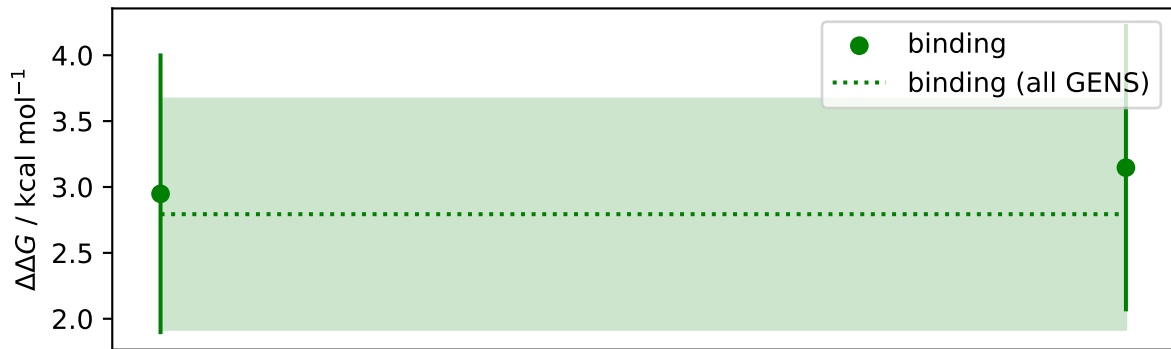 4.0
3.5
3.0
2.5
2.0
ΔΔG / kcal mol⁻¹
binding
binding (all GENS)